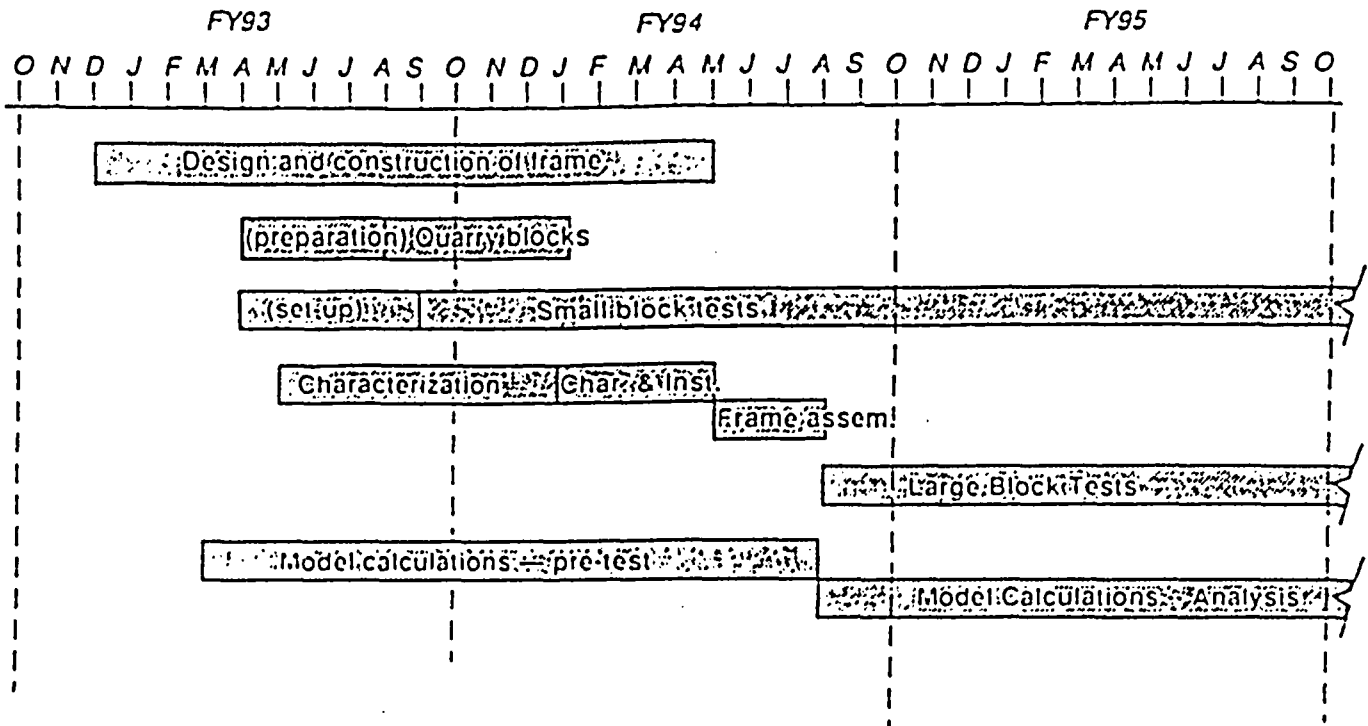 FY93 FY94 FY95
O N D J F M A M J J A S O N D J F M A M J J A S O N D J F M A M J J A S O
Design and construction of frame
(preparation) Quarry blocks
(set-up) Small block tests
Characterization Char. & Inst.
Frame assem.
Large Block Tests
Model calculations — pre-test
Model Calculations - Analysis